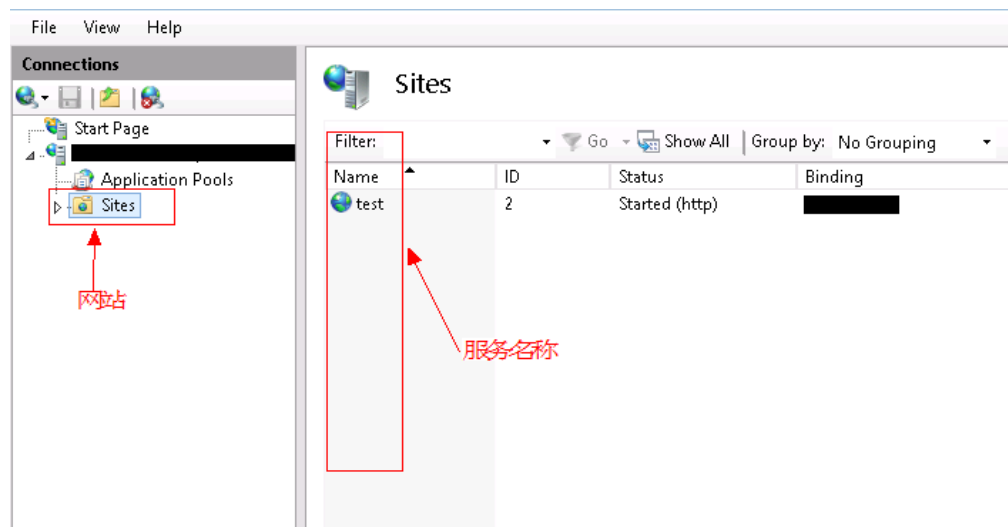 File View Help
Connections
Start Page
Application Pools
Sites
网站
Sites
Filter: Go Show All Group by: No Grouping
Name ID Status Binding
test 2 Started (http)
服务名称